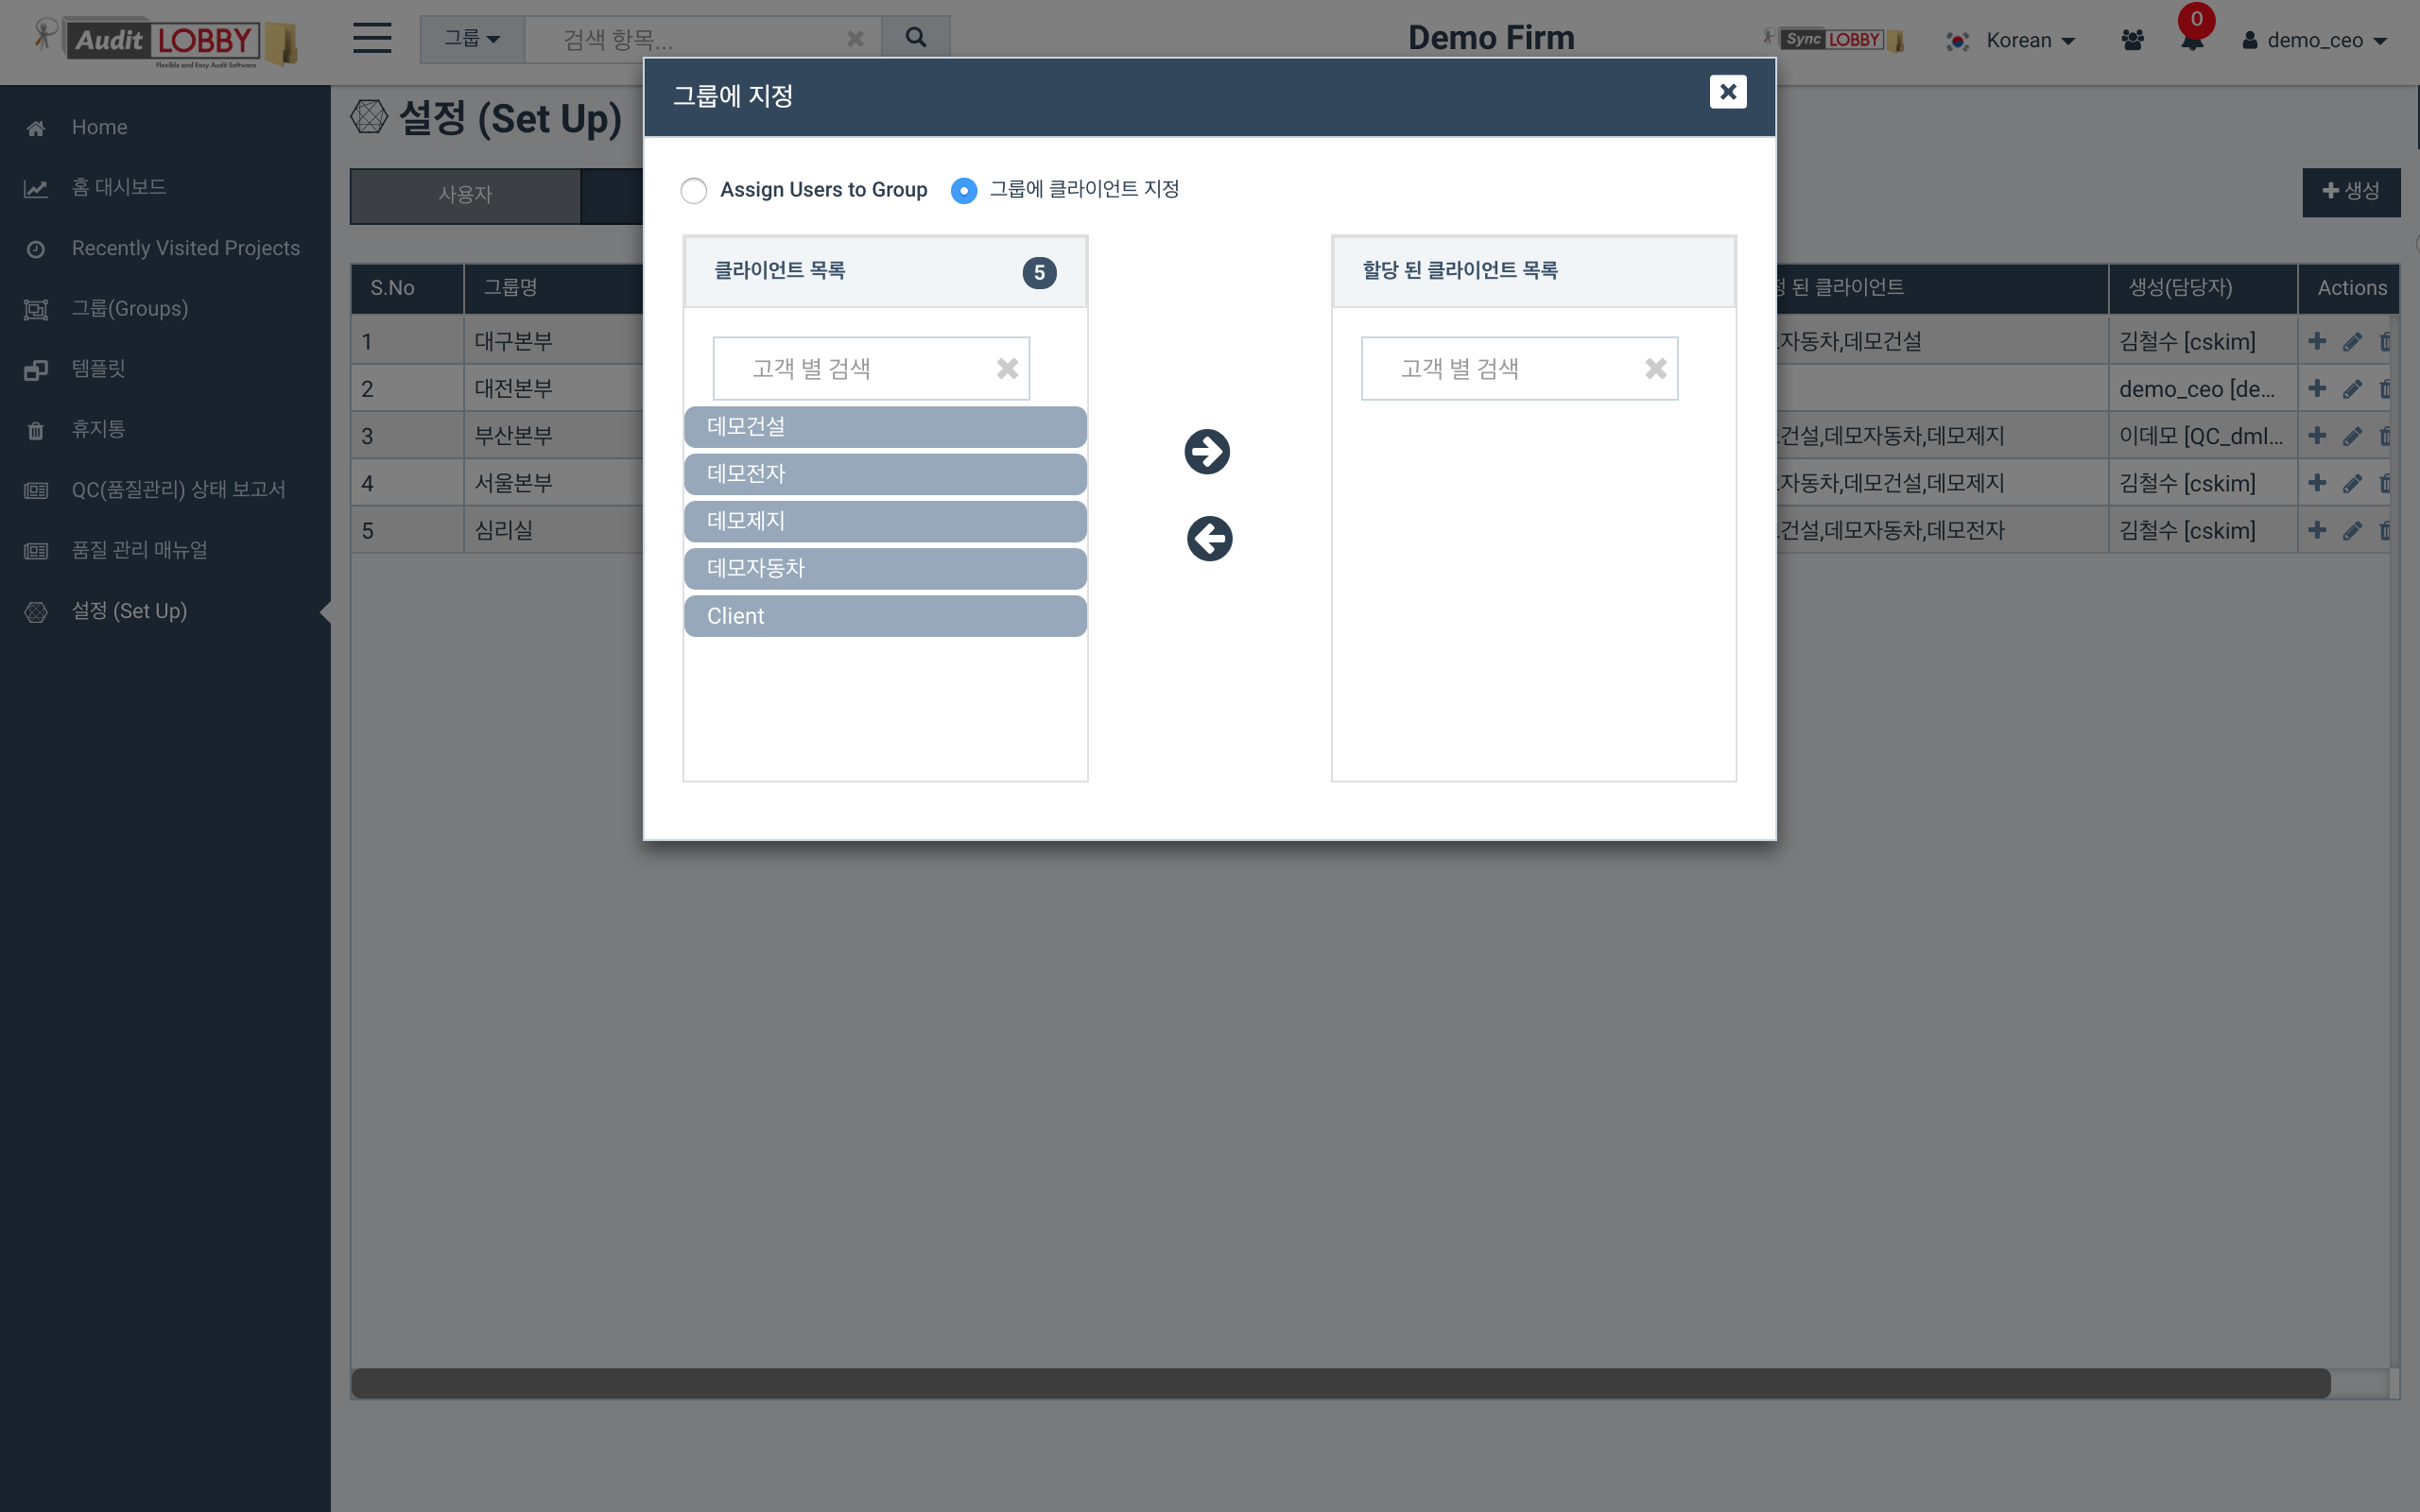 Audit LOBBY
Flexible and Easy Audit Software
그룹
검색 항목...
Demo Firm
Sync LOBBY
Korean
0
demo_ceo
Home
홈 대시보드
Recently Visited Projects
그룹(Groups)
템플릿
휴지통
QC(품질관리) 상태 보고서
품질 관리 매뉴얼
설정 (Set Up)
설정 (Set Up)
사용자
생성
S.No
그룹명
된 클라이언트
생성(담당자)
Actions
1
대구본부
자동차,데모건설
김철수 [cskim]
2
대전본부
demo_ceo [de...
3
부산본부
건설,데모자동차,데모제지
이데모 [QC_dml...
4
서울본부
자동차,데모건설,데모제지
김철수 [cskim]
5
심리실
건설,데모자동차,데모전자
김철수 [cskim]
그룹에 지정
Assign Users to Group
그룹에 클라이언트 지정
클라이언트 목록
5
고객 별 검색
데모건설
데모전자
데모제지
데모자동차
Client
할당 된 클라이언트 목록
고객 별 검색